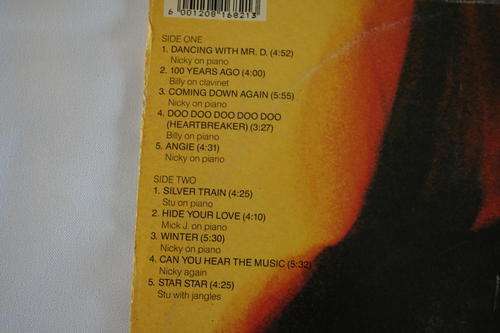 6 001208 168213
SIDE ONE
1. DANCING WITH MR. D. (4:52)
Nicky on piano
2. 100 YEARS AGO (4:00)
Billy on clavinet
3. COMING DOWN AGAIN (5:55)
Nicky on piano
4. DOO DOO DOO DOO DOO
(HEARTBREAKER) (3:27)
Billy on piano
5. ANGIE (4:31)
Nicky on piano
SIDE TWO
1. SILVER TRAIN (4:25)
Stu on piano
2. HIDE YOUR LOVE (4:10)
Mick J. on piano
3. WINTER (5:30)
Nicky on piano
4. CAN YOU HEAR THE MUSIC (5:32)
Nicky again
5. STAR STAR (4:25)
Stu with jangles